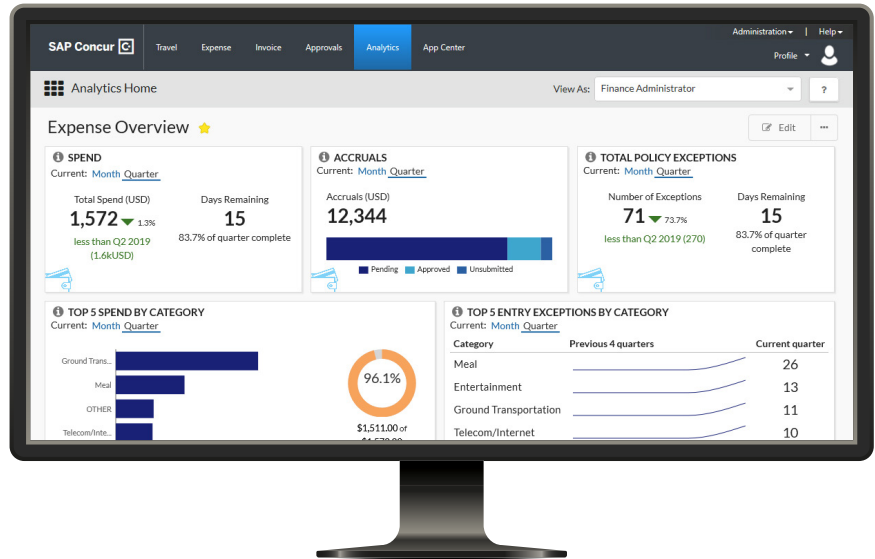 Administration | Help
SAP Concur C
Travel Expense Invoice Approvals Analytics App Center
Profile
Analytics Home
View As: Finance Administrator ?
Expense Overview
Edit ...
SPEND
Current: Month Quarter
Total Spend (USD)
1,572 1.3%
less than Q2 2019
(1.6kUSD)
Days Remaining
15
83.7% of quarter complete
ACCRUALS
Current: Month Quarter
Accruals (USD)
12,344
Pending Approved Unsubmitted
TOTAL POLICY EXCEPTIONS
Current: Month Quarter
Number of Exceptions
71 73.7%
less than Q2 2019 (270)
Days Remaining
15
83.7% of quarter
complete
TOP 5 SPEND BY CATEGORY
Current: Month Quarter
Ground Trans...
Meal
OTHER
Telecom/Inte...
96.1%
$1,511.00 of
TOP 5 ENTRY EXCEPTIONS BY CATEGORY
Current: Month Quarter
Category Previous 4 quarters Current quarter
Meal 26
Entertainment 13
Ground Transportation 11
Telecom/Internet 10